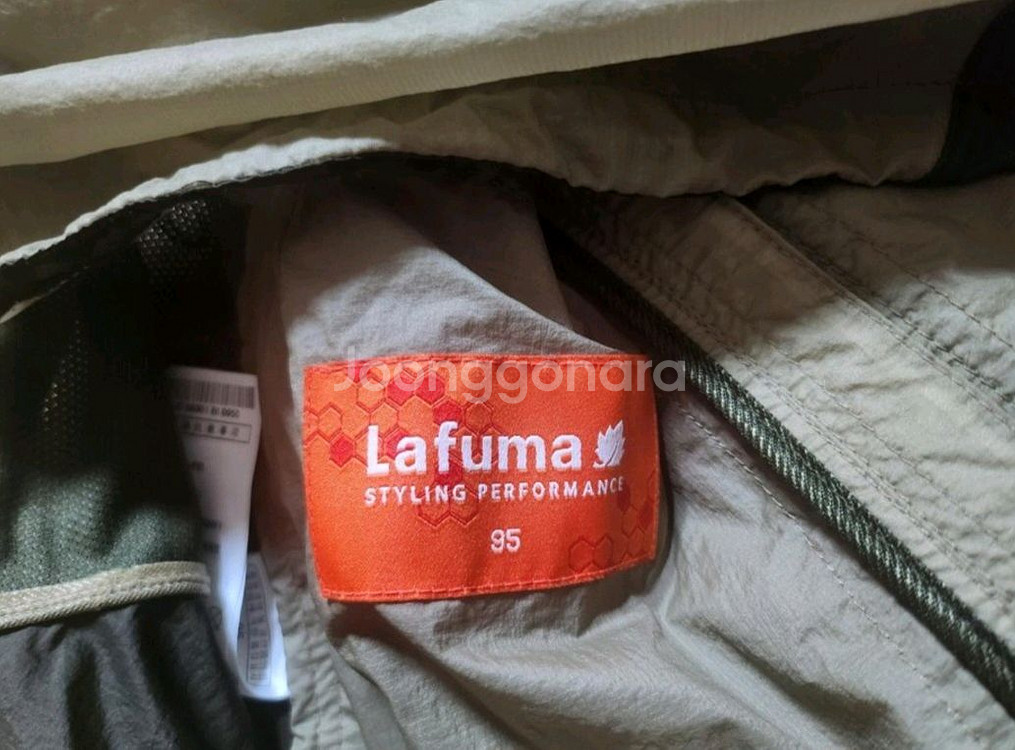 Joonggonara
Lafuma
STYLING PERFORMANCE
95